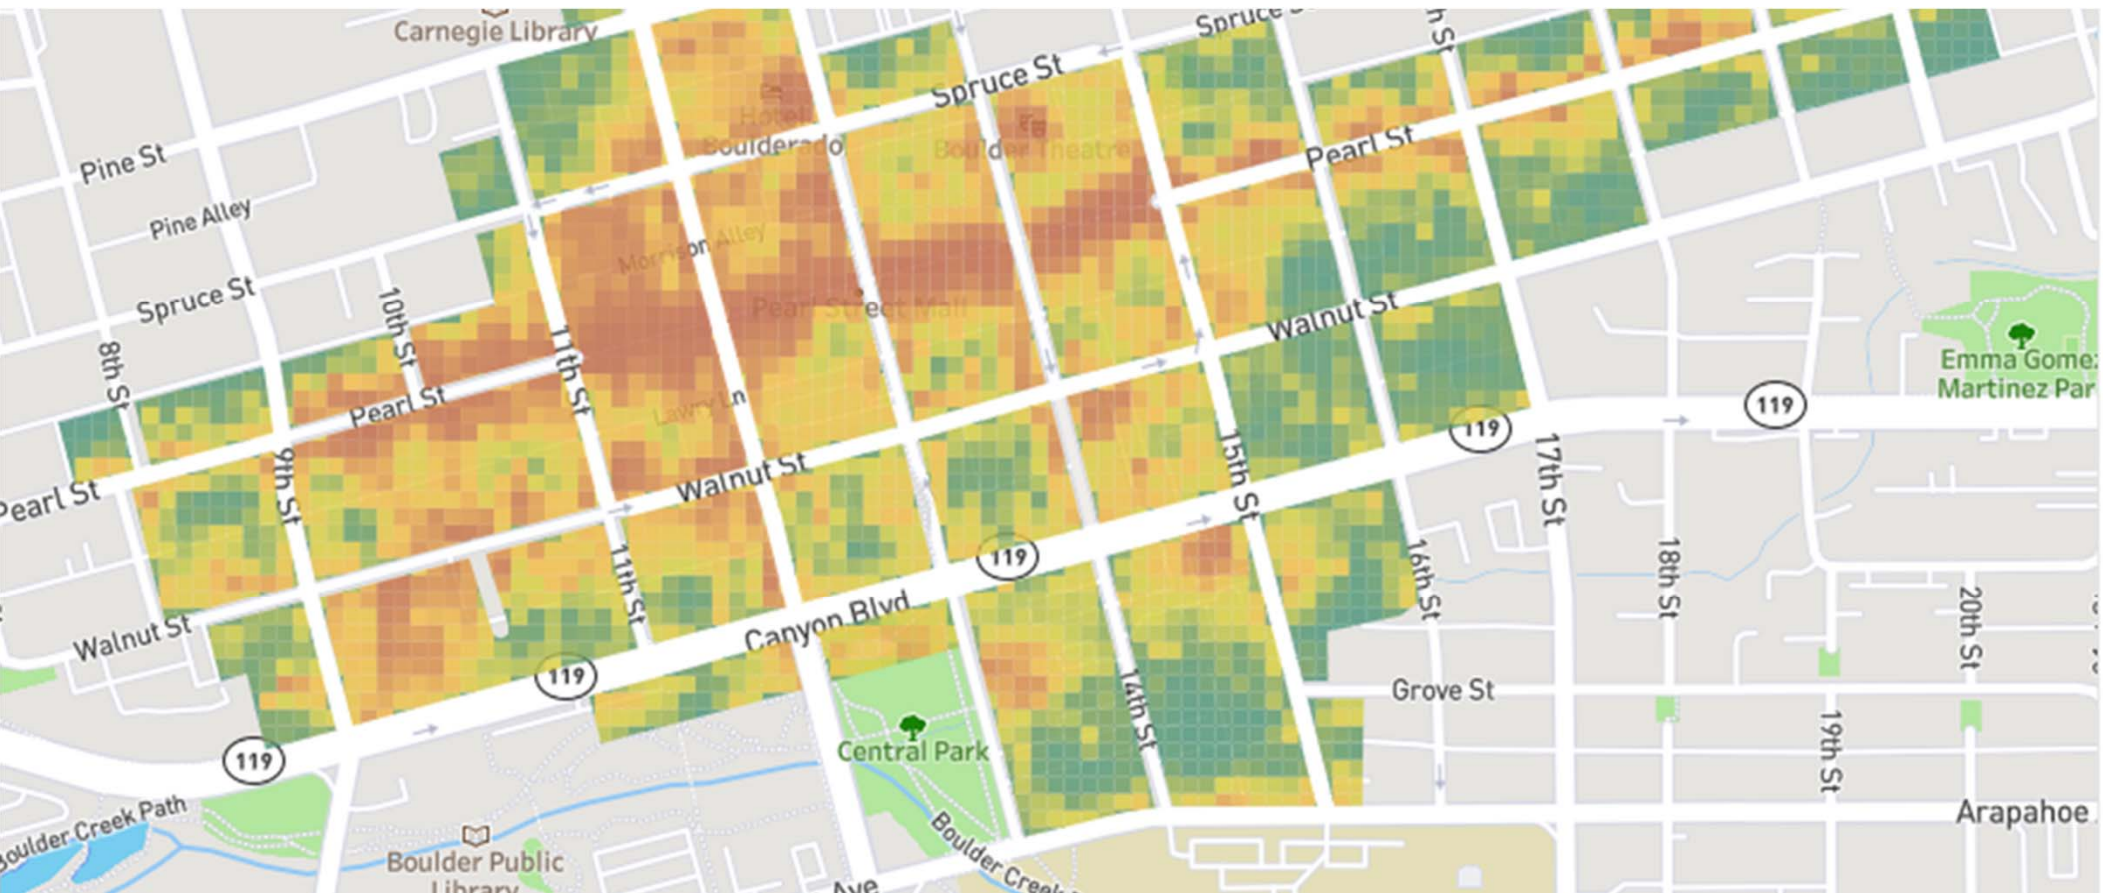 Carnegie Library
Spruce S
h St
Spruce St
Hotel
Boulderado
Boulder Theatre
Pearl St
Pine St
Pine Alley
Morrison Alley
Spruce St
10th St
Pearl Street Mall
Walnut St
8th St
11th St
Emma Gomez
Martinez Par
Pearl St
Lawry Ln
119
119
9th St
Walnut St
15th St
17th St
Pearl St
119
11th St
16th St
18th St
20th St
Canyon Blvd
Walnut St
119
14th St
Grove St
119
Central Park
19th St
Boulder Creek Path
Arapahoe
Boulder Creek
Boulder Public
Library
Ave